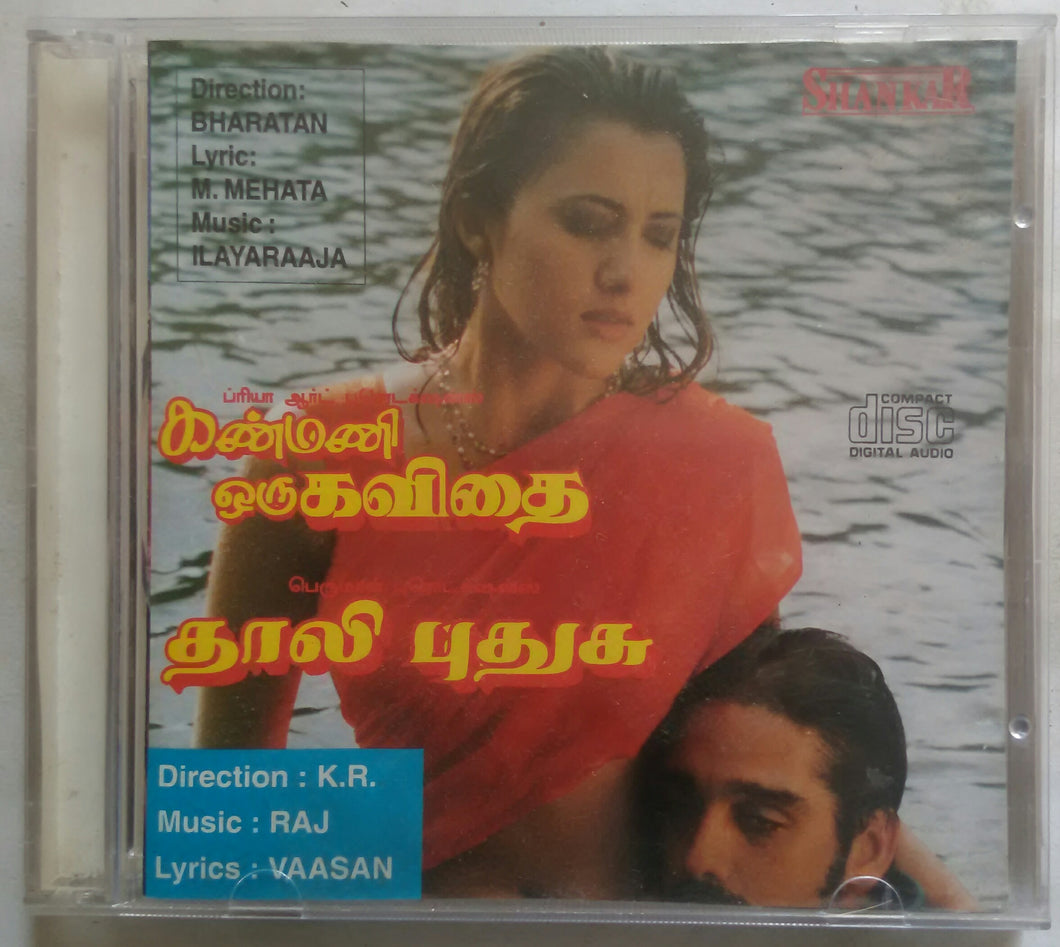 Direction:
BHARATAN
Lyric:
M. MEHATA
Music :
ILAYARAAJA
SHANKAR
ப்ரியா ஆர்ட்
கண்மணி
ஒரு கவிதை
COMPACT
disc
DIGITAL AUDIO
தாலி புதுசு
Direction : K.R.
Music : RAJ
Lyrics : VAASAN